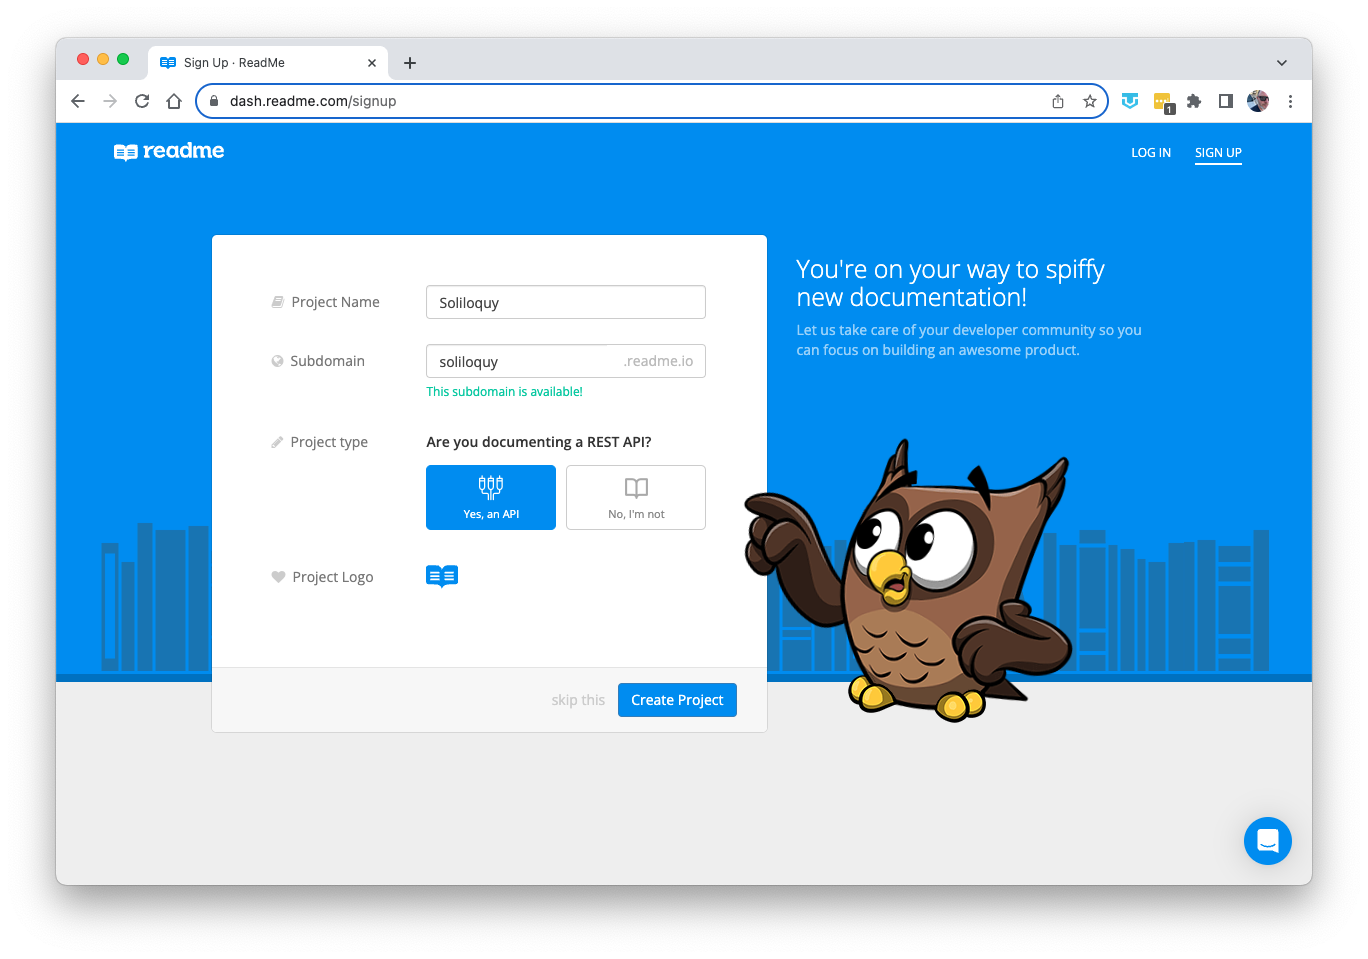 Sign Up · ReadMe
dash.readme.com/signup
1
readme
LOG IN
SIGN UP
Project Name
Soliloquy
Subdomain
soliloquy
.readme.io
This subdomain is available!
Project type
Are you documenting a REST API?
Yes, an API
No, I'm not
Project Logo
skip this
Create Project
You're on your way to spiffy
new documentation!
Let us take care of your developer community so you
can focus on building an awesome product.